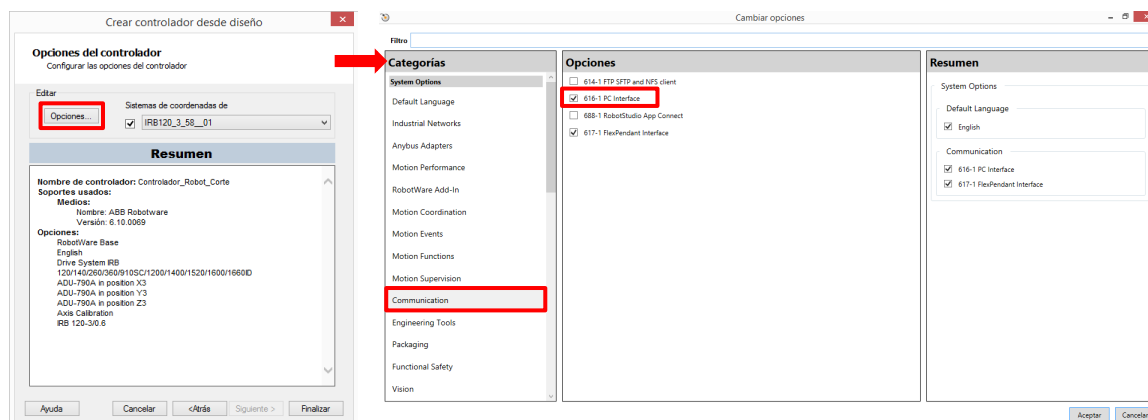 Crear controlador desde diseño
Opciones del controlador
Configurar las opciones del controlador
Editar
Opciones...
Sistemas de coordenadas de
IRB120_3_58__01
Resumen
Nombre de controlador: Controlador_Robot_Corte
Soportes usados:
Medios:
Nombre: ABB Robotware
Versión: 6.10.0069
Opciones:
RobotWare Base
English
Drive System IRB
120/140/260/360/910SC/1200/1400/1520/1600/1660ID
ADU-790A in position X3
ADU-790A in position Y3
ADU-790A in position Z3
Axis Calibration
IRB 120-3/0.6
Ayuda
Cancelar
<Atrás
Siguiente >
Finalizar
Cambiar opciones
Filtro
Categorías
System Options
Default Language
Industrial Networks
Anybus Adapters
Motion Performance
RobotWare Add-In
Motion Coordination
Motion Events
Motion Functions
Motion Supervision
Communication
Engineering Tools
Packaging
Functional Safety
Vision
Opciones
614-1 FTP SFTP and NFS client
616-1 PC Interface
688-1 RobotStudio App Connect
617-1 FlexPendant Interface
Resumen
System Options
Default Language
English
Communication
616-1 PC Interface
617-1 FlexPendant Interface
Aceptar
Cancelar